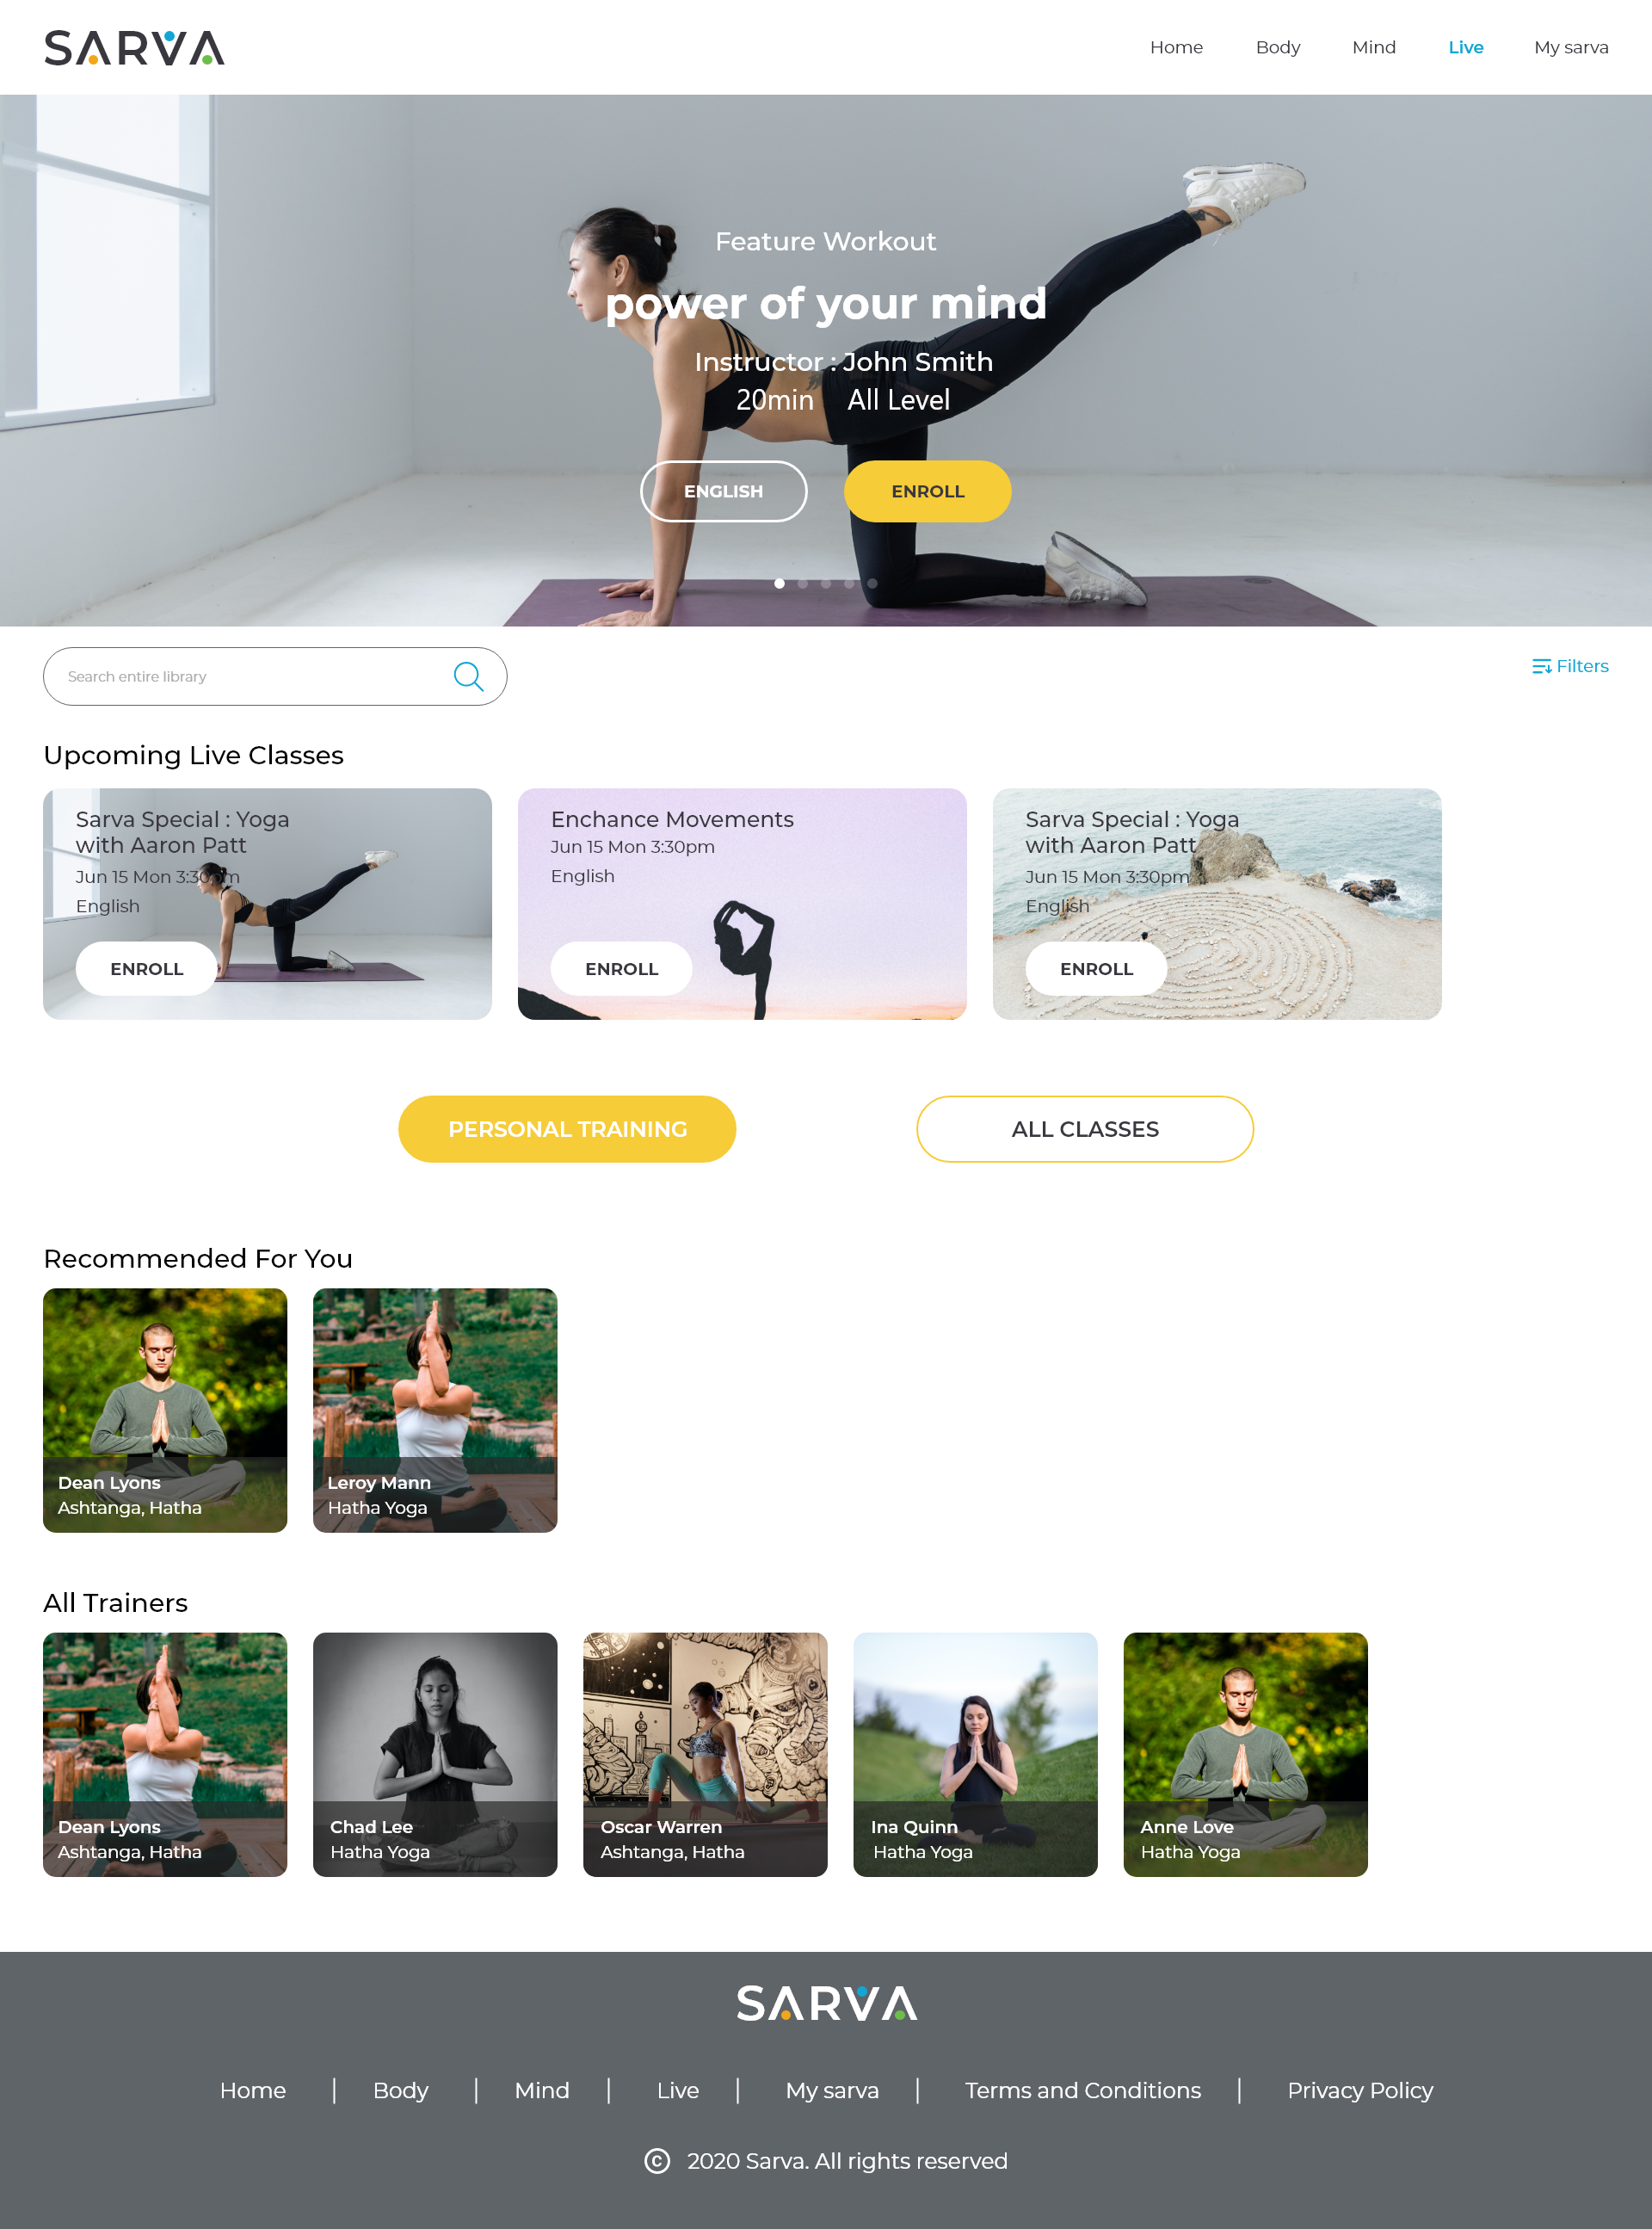 SARVA
Home Body Mind Live My sarva
Feature Workout
power of your mind
Instructor : John Smith
20min All Level
ENGLISH ENROLL
Search entire library
Filters
Upcoming Live Classes
Sarva Special : Yoga
with Aaron Patt
Jun 15 Mon 3:30pm
English
ENROLL
Enchance Movements
Jun 15 Mon 3:30pm
English
ENROLL
Sarva Special : Yoga
with Aaron Patt
Jun 15 Mon 3:30pm
English
ENROLL
PERSONAL TRAINING
ALL CLASSES
Recommended For You
Dean Lyons
Ashtanga, Hatha
Leroy Mann
Hatha Yoga
All Trainers
Dean Lyons
Ashtanga, Hatha
Chad Lee
Hatha Yoga
Oscar Warren
Ashtanga, Hatha
Ina Quinn
Hatha Yoga
Anne Love
Hatha Yoga
SARVA
Home | Body | Mind | Live | My sarva | Terms and Conditions | Privacy Policy
© 2020 Sarva. All rights reserved